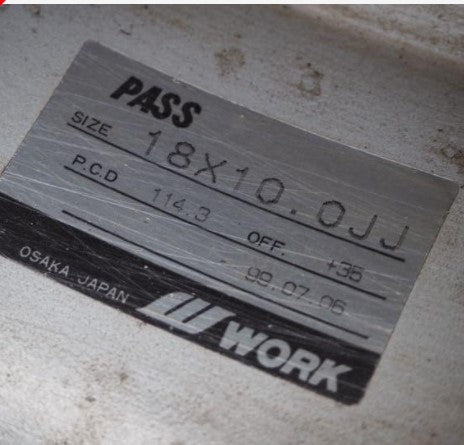 PASS
SIZE 18X10.0JJ
P.C.D 114.3 OFF. +35
99.07.06
OSAKA JAPAN WORK